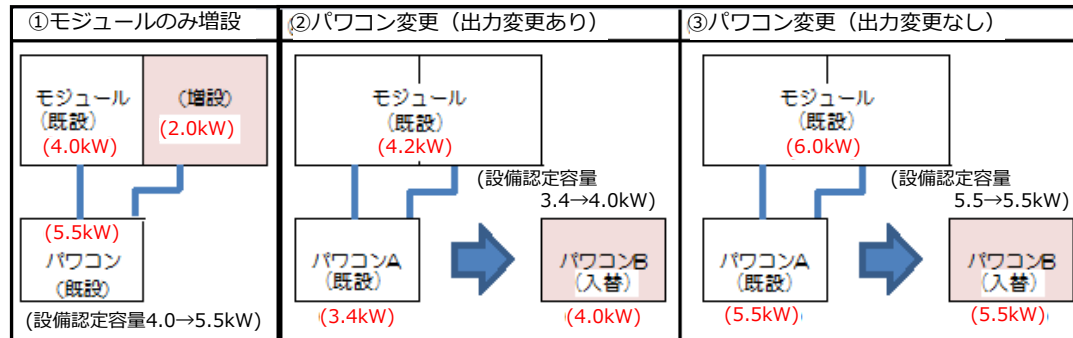 ①モジュールのみ増設
モジュール
(既設)
(4.0kW)
(増設)
(2.0kW)
(5.5kW)
パワコン
(既設)
(設備認定容量4.0→5.5kW)
②パワコン変更（出力変更あり）
モジュール
(既設)
(4.2kW)
(設備認定容量
3.4→4.0kW)
パワコンA
(既設)
(3.4kW)
パワコンB
(入替)
(4.0kW)
③パワコン変更（出力変更なし）
モジュール
(既設)
(6.0kW)
(設備認定容量
5.5→5.5kW)
パワコンA
(既設)
(5.5kW)
パワコンB
(入替)
(5.5kW)